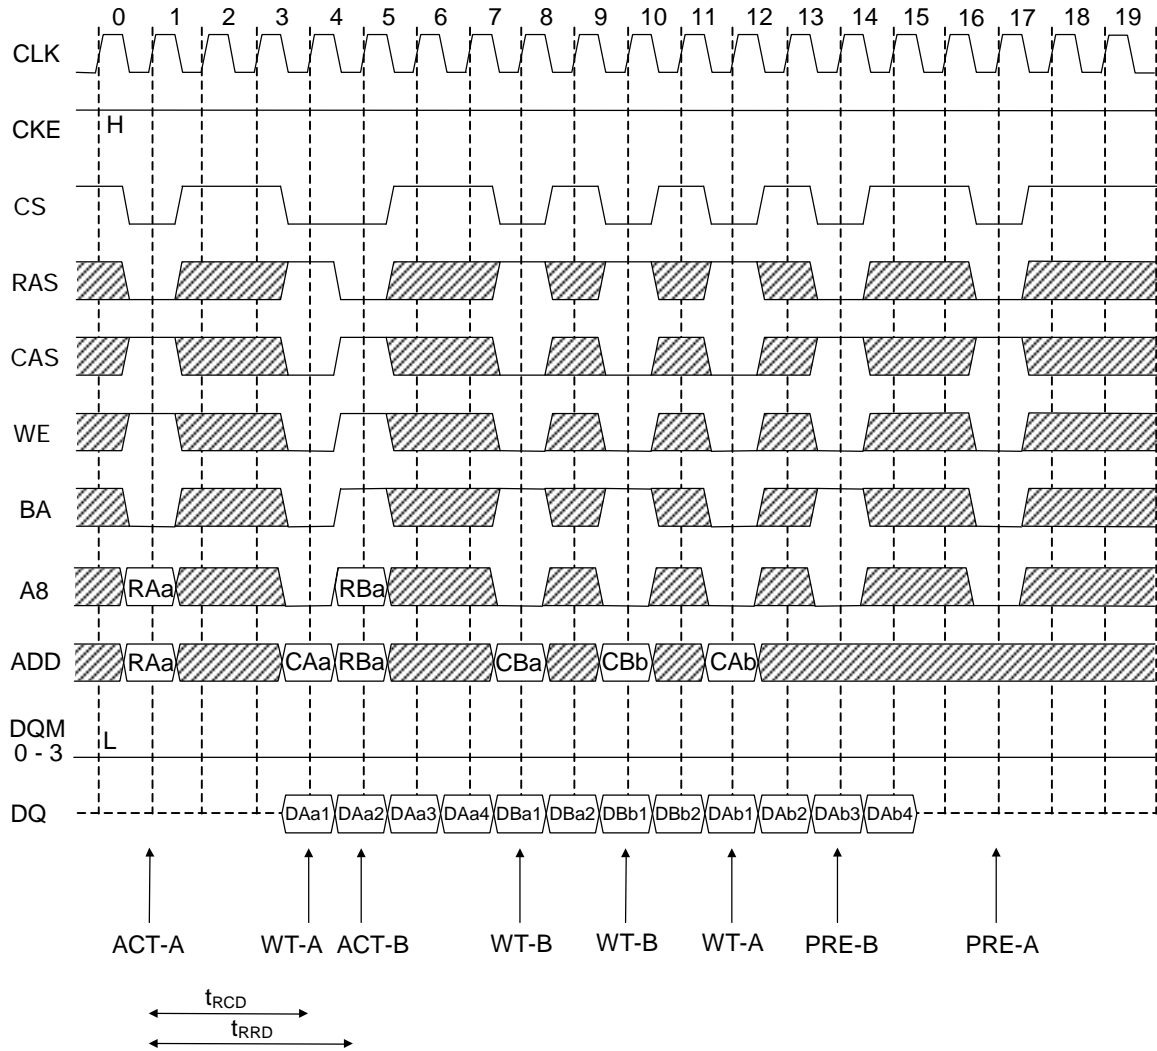 0 1 2 3 4 5 6 7 8 9 10 11 12 13 14 15 16 17 18 19
CLK
CKE H
CS
RAS
CAS
WE
BA
A8 RAa RBa
ADD RAa CAa RBa CBa CBb CAb
DQM
0 - 3 L
DQ DAa1 DAa2 DAa3 DAa4 DBa1 DBa2 DBb1 DBb2 DAb1 DAb2 DAb3 DAb4
ACT-A WT-A ACT-B WT-B WT-B WT-A PRE-B PRE-A
tRCD
tRRD